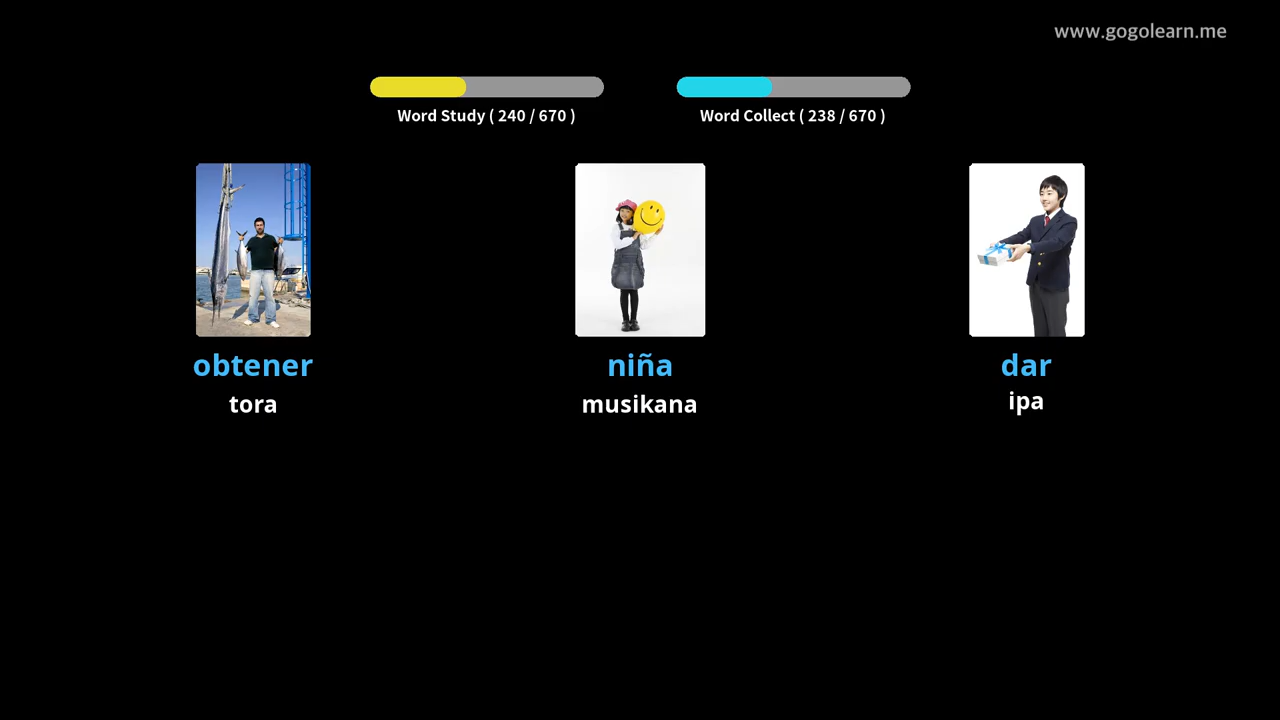 www.gogolearn.me
Word Study ( 240 / 670 )
Word Collect ( 238 / 670 )
obtener
niña
dar
tora
musikana
ipa